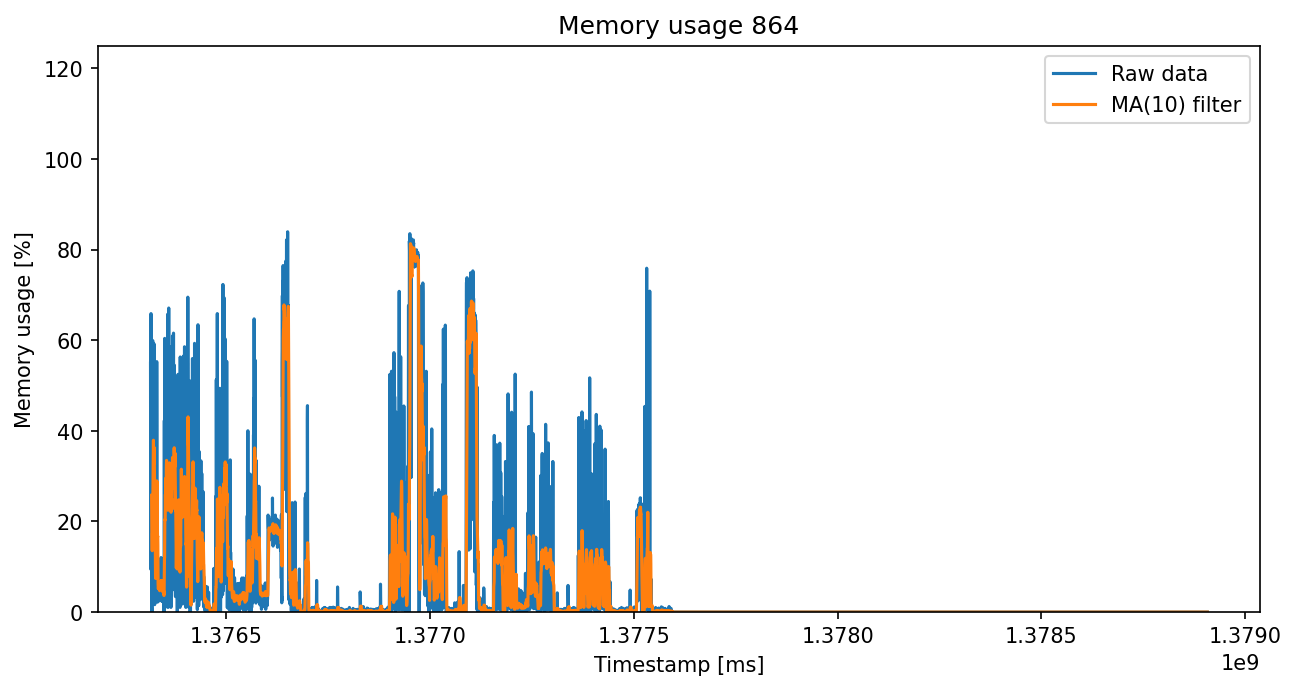 Memory usage 864
Raw data
MA(10) filter
Memory usage [%]
120
100
80
60
40
20
0
1.3765 1.3770 1.3775 1.3780 1.3785 1.3790
1e9
Timestamp [ms]